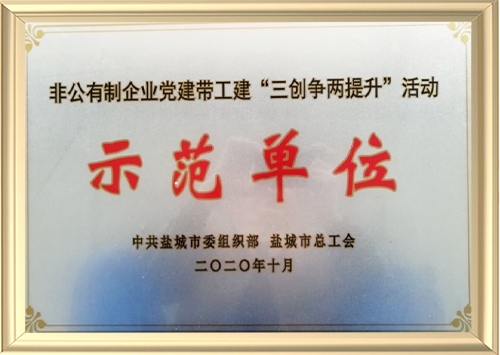 非公有制企业党建带工建“三创争两提升”活动
示范单位
中共盐城市委组织部 盐城市总工会
二〇二〇年十月